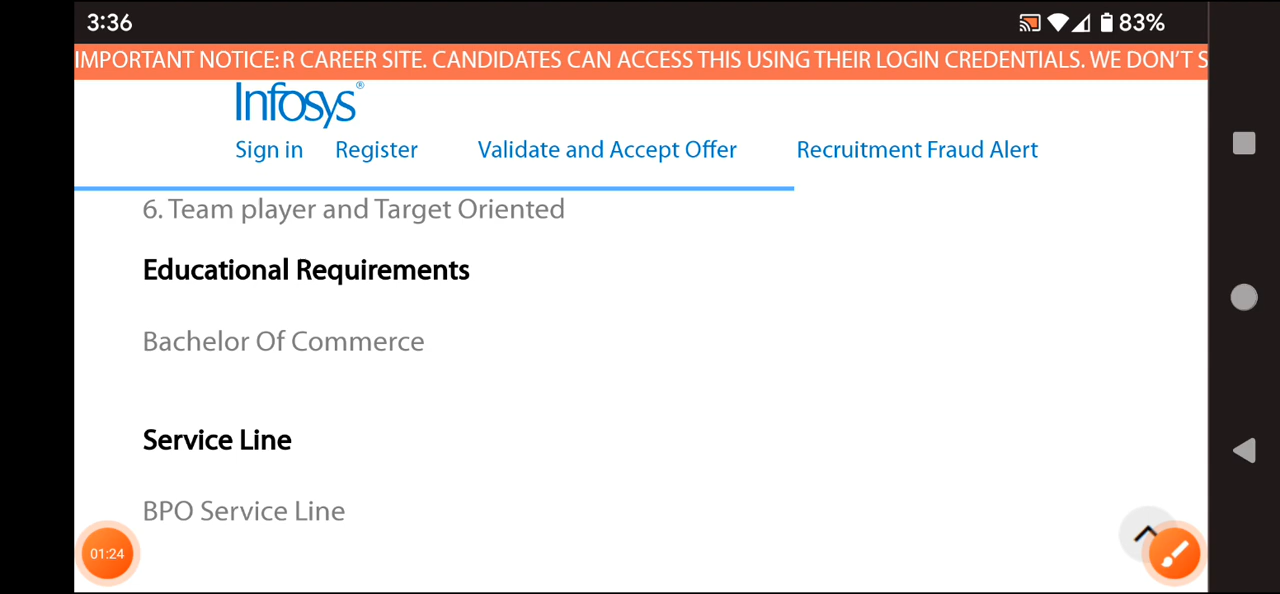 3:36
83%
IMPORTANT NOTICE: R CAREER SITE. CANDIDATES CAN ACCESS THIS USING THEIR LOGIN CREDENTIALS. WE DON'T S
Infosys®
Sign in Register Validate and Accept Offer Recruitment Fraud Alert
6. Team player and Target Oriented
Educational Requirements
Bachelor Of Commerce
Service Line
BPO Service Line
01:24